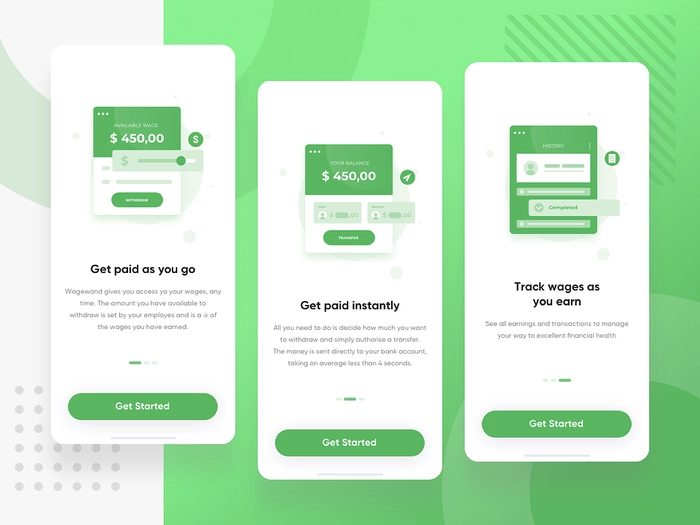 AVAILABLE WAGE
$ 450,00
$
$
WITHDRAW
Get paid as you go
Wagewand gives you access yo your wages, any
time. The amount you have available to
withdraw is set by your employes and is a of
the wages you have earned.
Get Started
YOUR BALANCE
$ 450,00
$ ,00
$ ,00
TRANSFER
Get paid instantly
All you need to do is decide how much you want
to withdraw and simply authorise a transfer.
The money is sent directly to your bank account,
taking on average less than 4 seconds.
Get Started
HISTORY
Completed
Track wages as
you earn
See all earnings and transactions to manage
your way to excellent financial health
Get Started